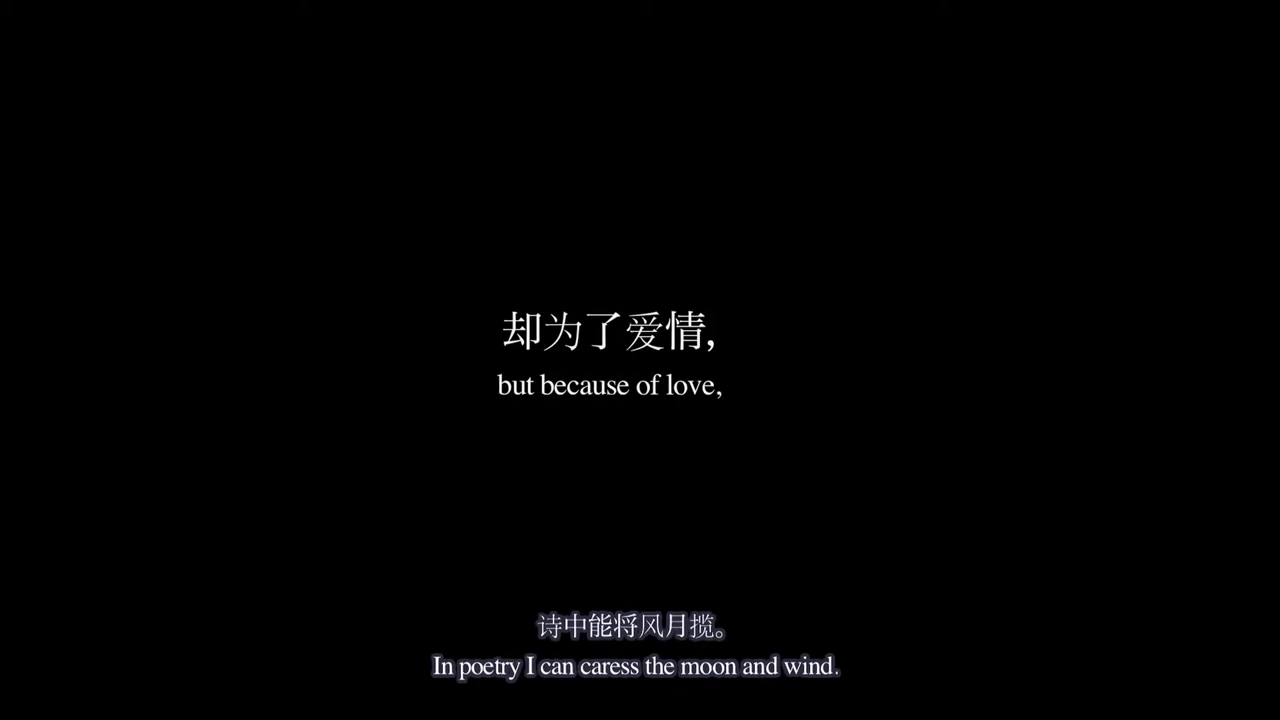 却为了爱情,
but because of love,
诗中能将风月揽。
In poetry I can caress the moon and wind.